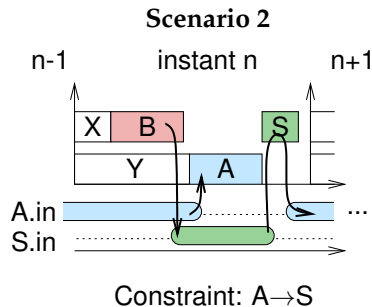 Scenario 2
n-1 instant n n+1
X B S
Y A
A.in ...
S.in
Constraint: A→S